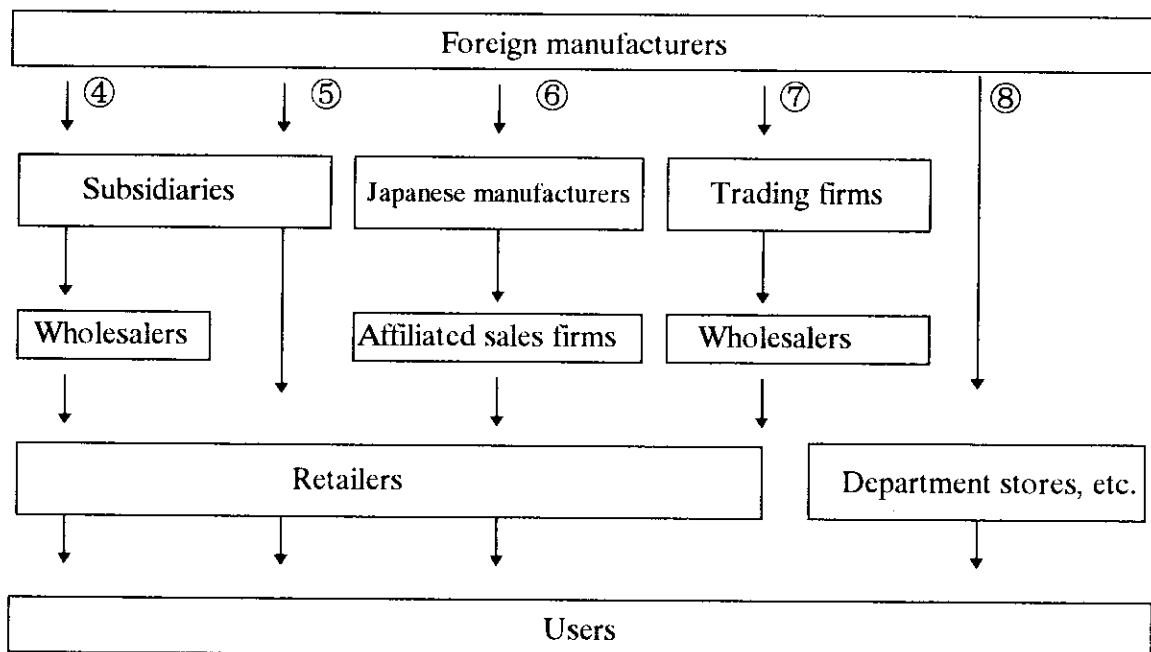 Foreign manufacturers
④ ⑤ ⑥ ⑦ ⑧
Subsidiaries Japanese manufacturers Trading firms
Wholesalers Affiliated sales firms Wholesalers
Retailers Department stores, etc.
Users